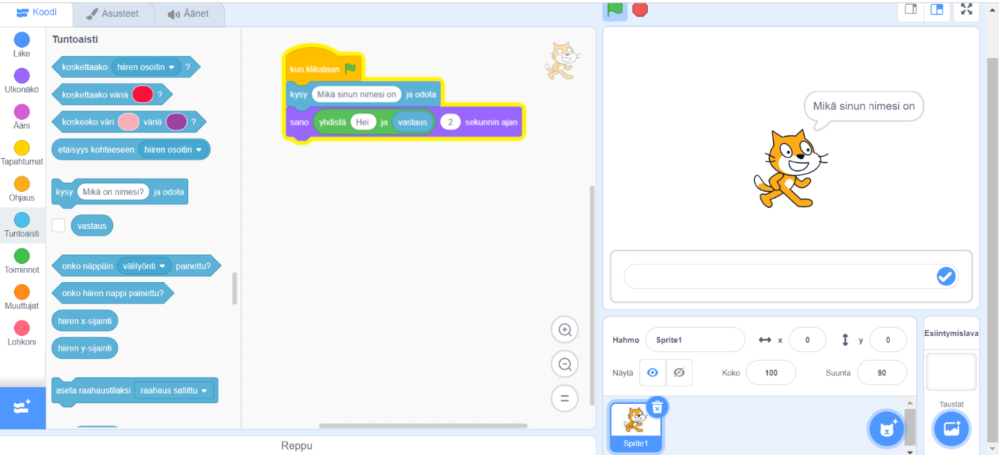 Koodi
Asusteet
Äänet
Liike
Ulkonäkö
Ääni
Tapahtumat
Ohjaus
Tuntoaisti
Toiminnot
Muuttujat
Lohkoni
Tuntoaisti
koskettaako hiiren osoitin ?
koskettaako väriä ?
koskeeko väri väriä ?
etäisyys kohteeseen hiiren osoitin
kysy Mikä on nimesi? ja odota
vastaus
onko näppäin välilyönti painettu?
onko hiiren nappi painettu?
hiiren x-sijainti
hiiren y-sijainti
aseta raahaustilaksi raahaus sallittu
kun klikataan
kysy Mikä sinun nimesi on ja odota
sano yhdistä Hei ja vastaus 2 sekunnin ajan
Reppu
Mikä sinun nimesi on
Hahmo Sprite1 x 0 y 0
Näytä Koko 100 Suunta 90
Sprite1
Esiintymislava
Taustat